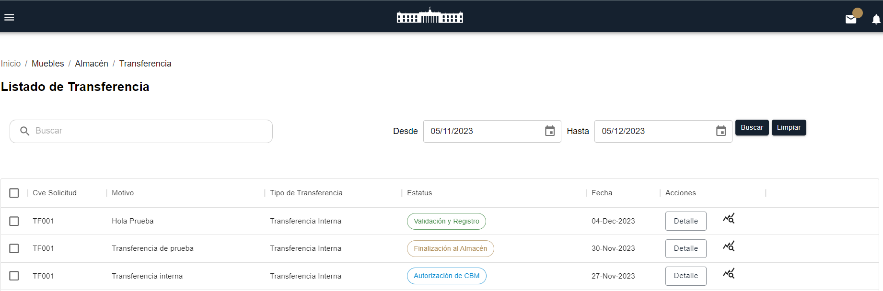 Inicio / Muebles / Almacén / Transferencia
Listado de Transferencia
Buscar Desde 05/11/2023 Hasta 05/12/2023 Buscar Limpiar
Cve Solicitud Motivo Tipo de Transferencia Estatus Fecha Acciones
TF001 Hola Prueba Transferencia Interna Validación y Registro 04-Dec-2023 Detalle
TF001 Transferencia de prueba Transferencia Interna Finalización al Almacén 30-Nov-2023 Detalle
TF001 Transferencia interna Transferencia Interna Autorización de CBM 27-Nov-2023 Detalle